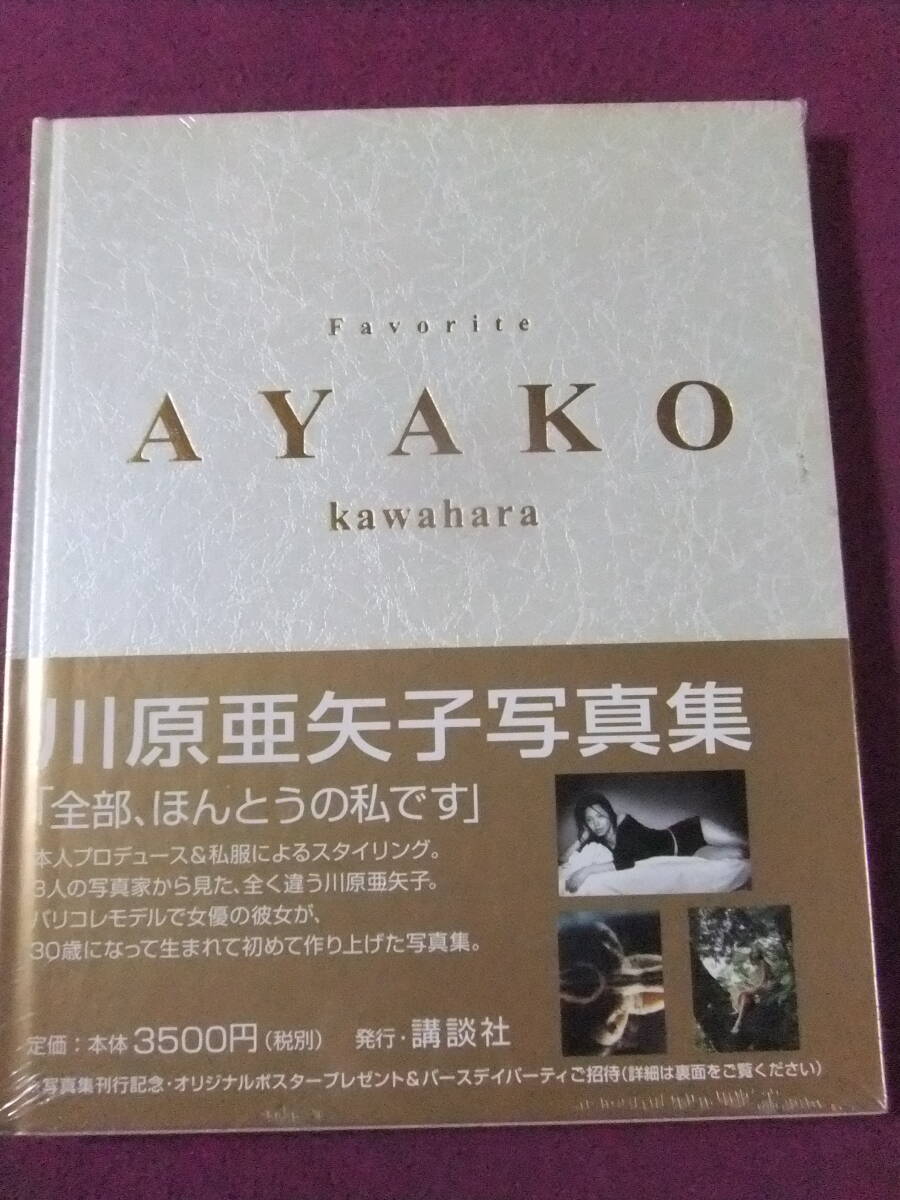 Favorite
AYAKO
kawahara
川原亜矢子写真集
「全部、ほんとうの私です」
本人プロデュース&私服によるスタイリング。
3人の写真家から見た、全く違う川原亜矢子。
パリコレモデルで女優の彼女が、
30歳になって生まれて初めて作り上げた写真集。
定価：本体3500円(税別) 発行・講談社
写真集刊行記念・オリジナルポスタープレゼント&バースデイパーティご招待(詳細は裏面をご覧ください)